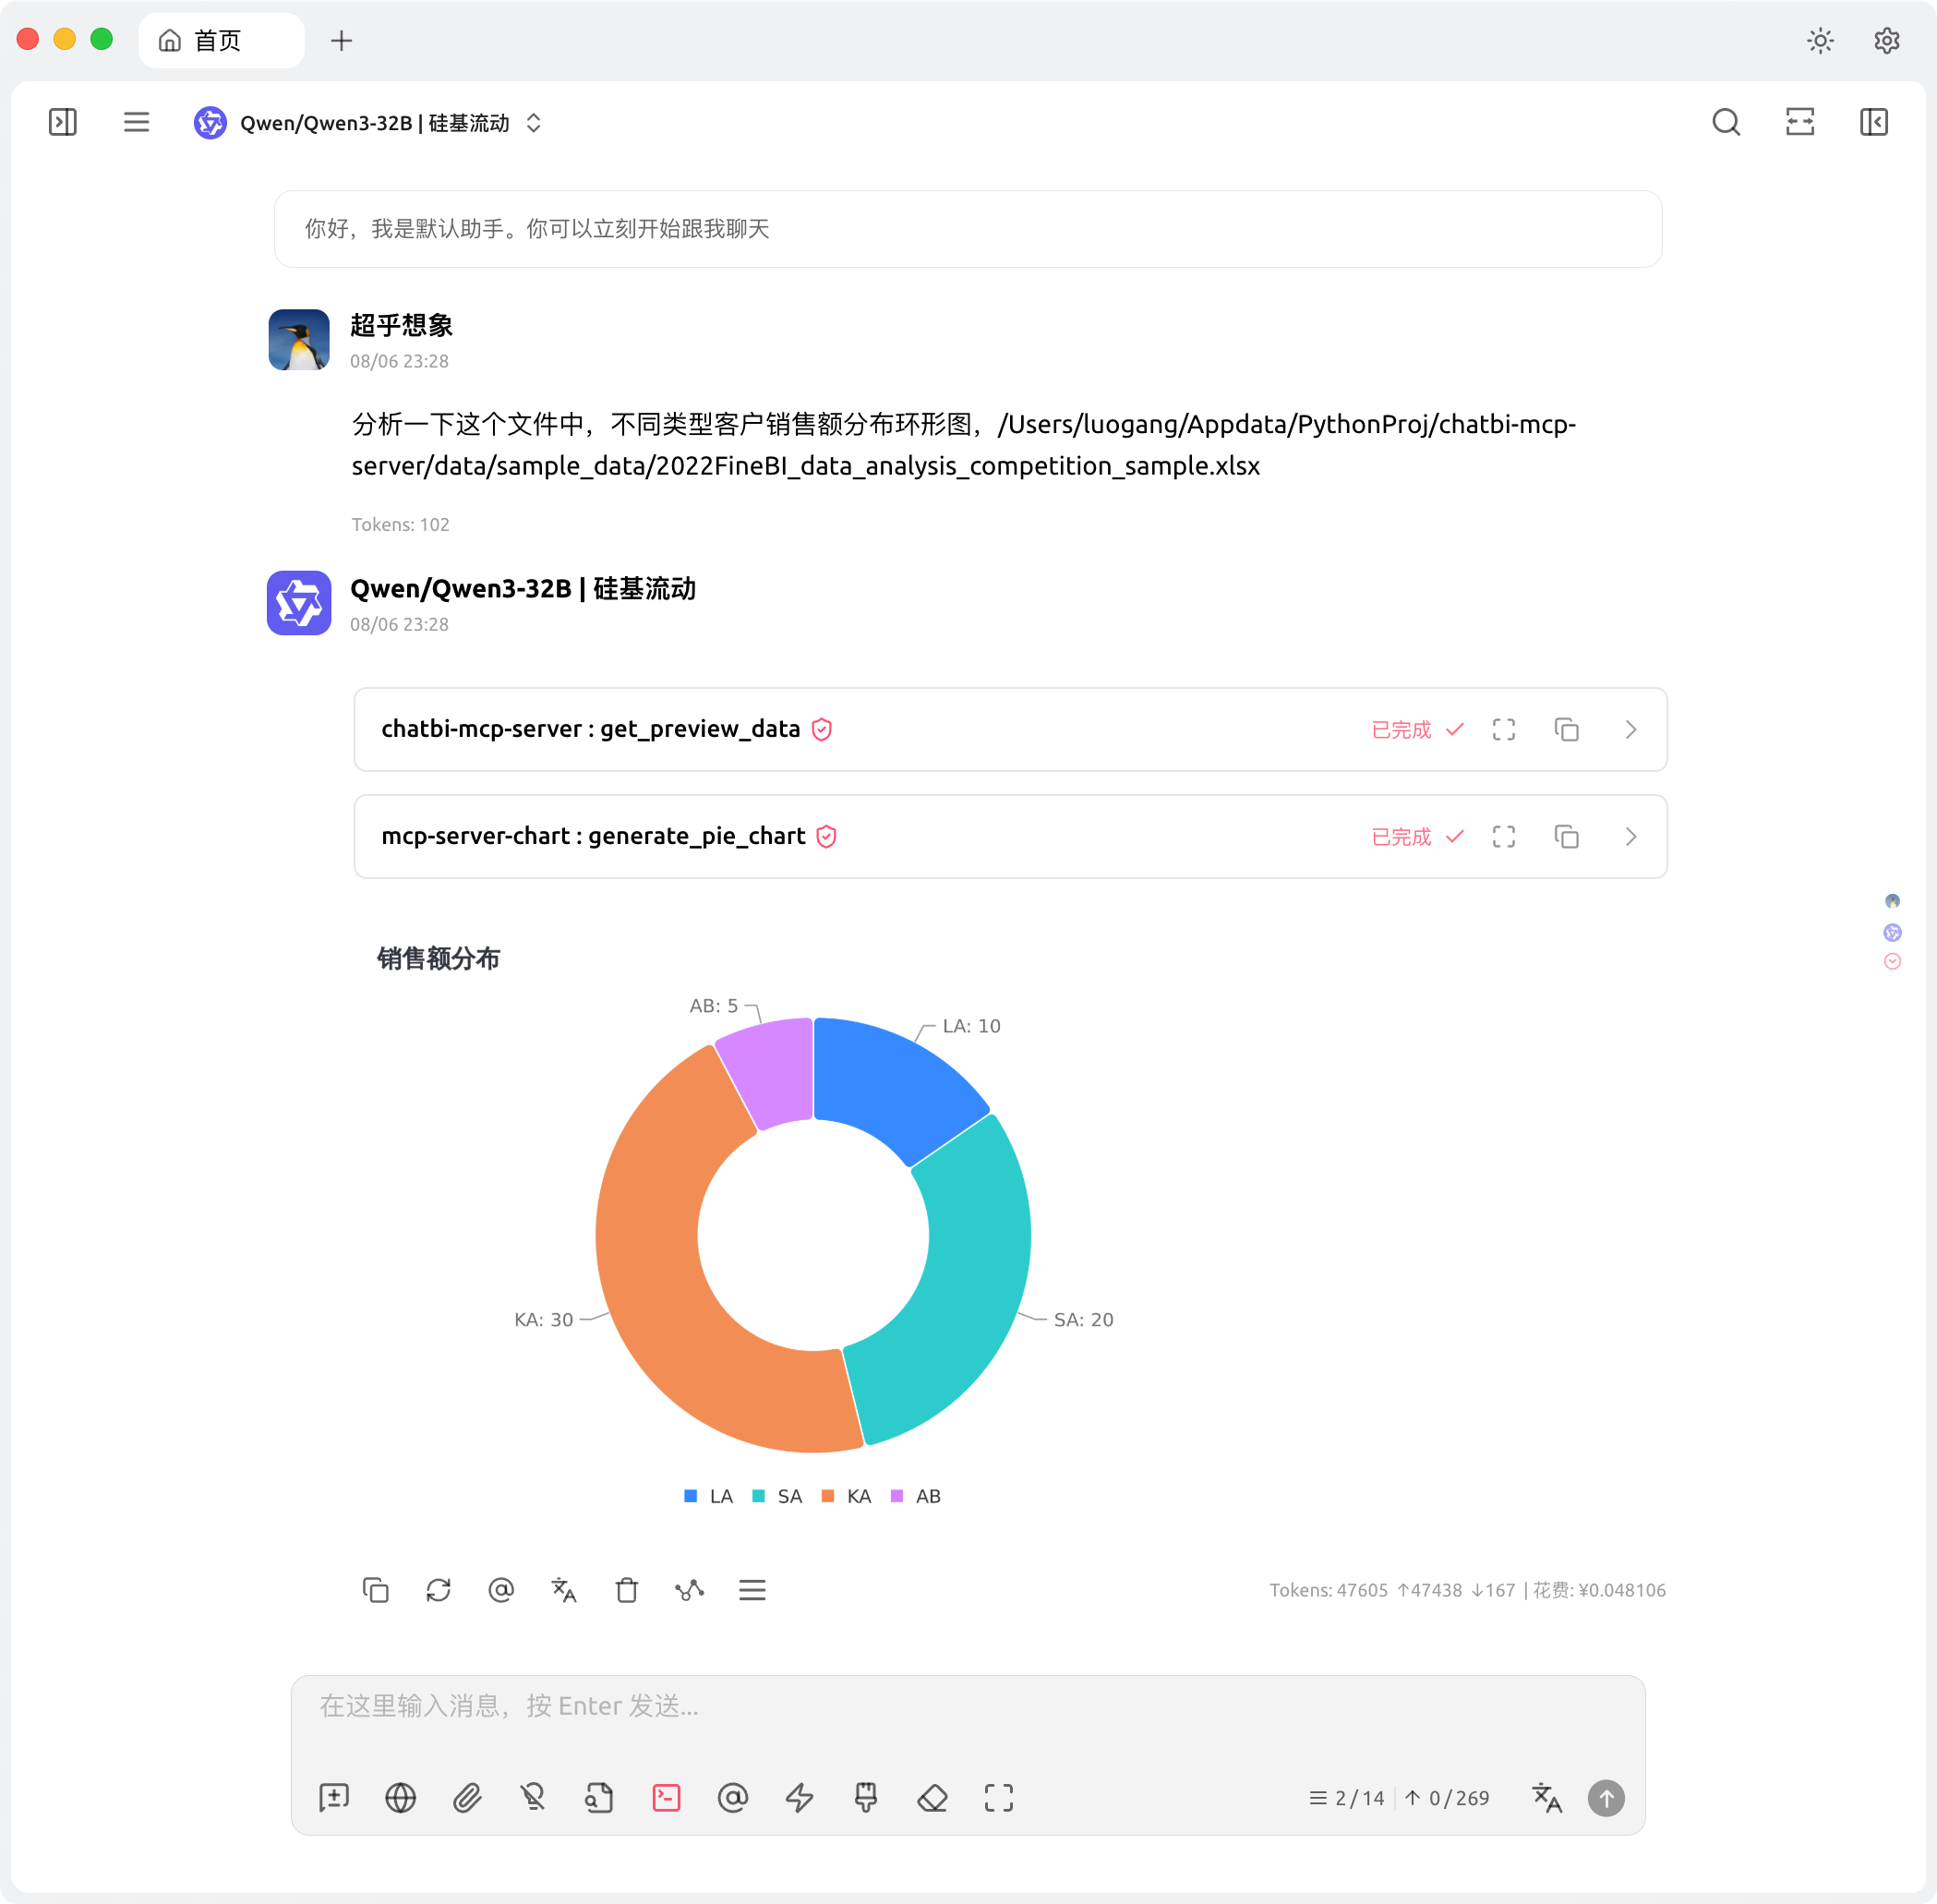 首页
Qwen/Qwen3-32B | 硅基流动
你好，我是默认助手。你可以立刻开始跟我聊天
超乎想象
08/06 23:28
分析一下这个文件中，不同类型客户销售额分布环形图，/Users/luogang/Appdata/PythonProj/chatbi-mcp-
server/data/sample_data/2022FineBI_data_analysis_competition_sample.xlsx
Tokens: 102
Qwen/Qwen3-32B | 硅基流动
08/06 23:28
chatbi-mcp-server : get_preview_data 已完成
mcp-server-chart : generate_pie_chart 已完成
销售额分布
AB: 5
LA: 10
KA: 30
SA: 20
LA SA KA AB
Tokens: 47605 ↑47438 ↓167 | 花费: ¥0.048106
在这里输入消息，按 Enter 发送...
2/14 ↑ 0/269